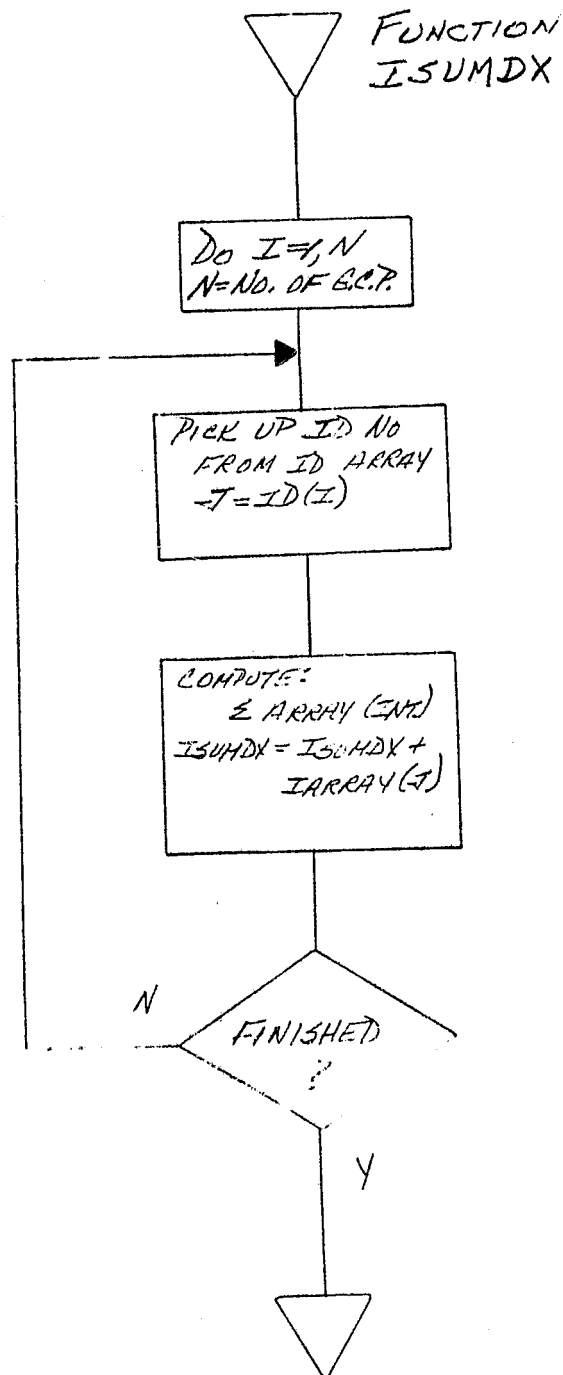 FUNCTION
ISUMDX
DO I=1, N
N=NO. OF G.C.P.
PICK UP ID NO
FROM ID ARRAY
J=ID(I)
COMPUTE:
Σ ARRAY (INT.)
ISUMDX = ISUMDX +
IARRAY (J)
N
FINISHED
?
Y